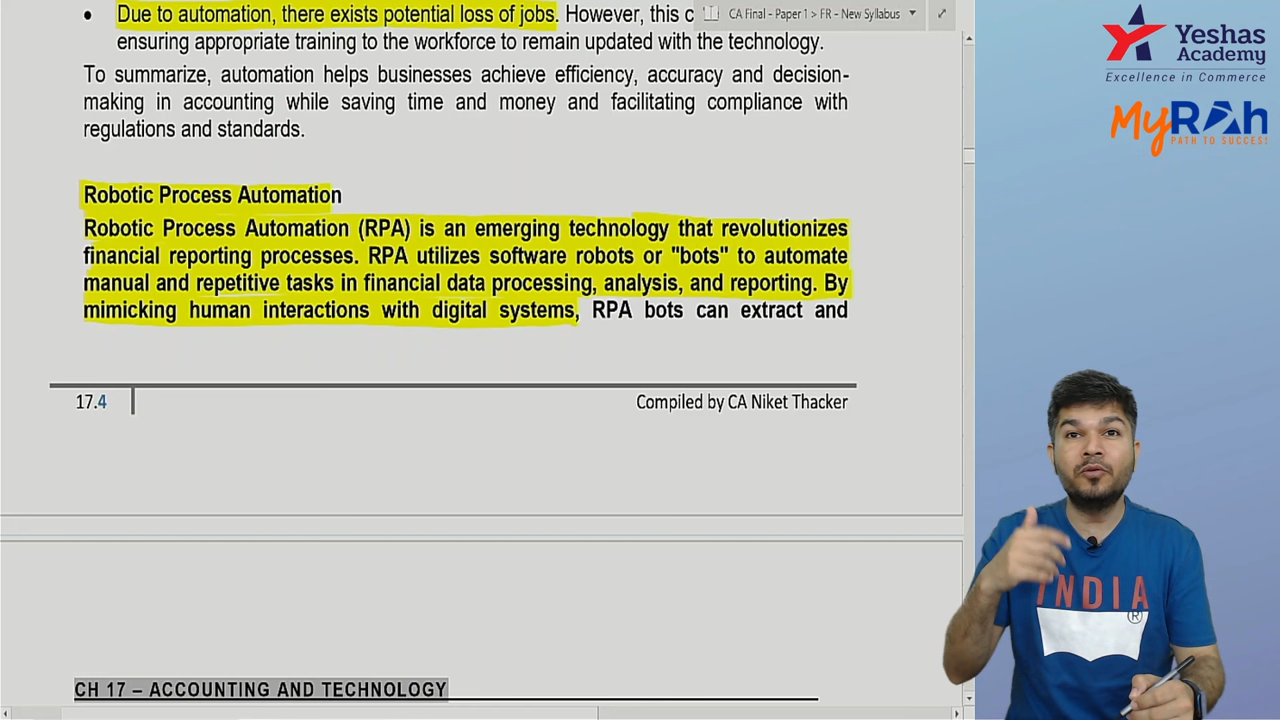 • Due to automation, there exists potential loss of jobs. However, this c
CA Final - Paper 1 > FR - New Syllabus
ensuring appropriate training to the workforce to remain updated with the technology.
To summarize, automation helps businesses achieve efficiency, accuracy and decision-
making in accounting while saving time and money and facilitating compliance with
regulations and standards.
Robotic Process Automation
Robotic Process Automation (RPA) is an emerging technology that revolutionizes
financial reporting processes. RPA utilizes software robots or "bots" to automate
manual and repetitive tasks in financial data processing, analysis, and reporting. By
mimicking human interactions with digital systems, RPA bots can extract and
17.4
Compiled by CA Niket Thacker
CH 17 – ACCOUNTING AND TECHNOLOGY
Yeshas
Academy
Excellence in Commerce
MyRAh
PATH TO SUCCESS
INDIA
®